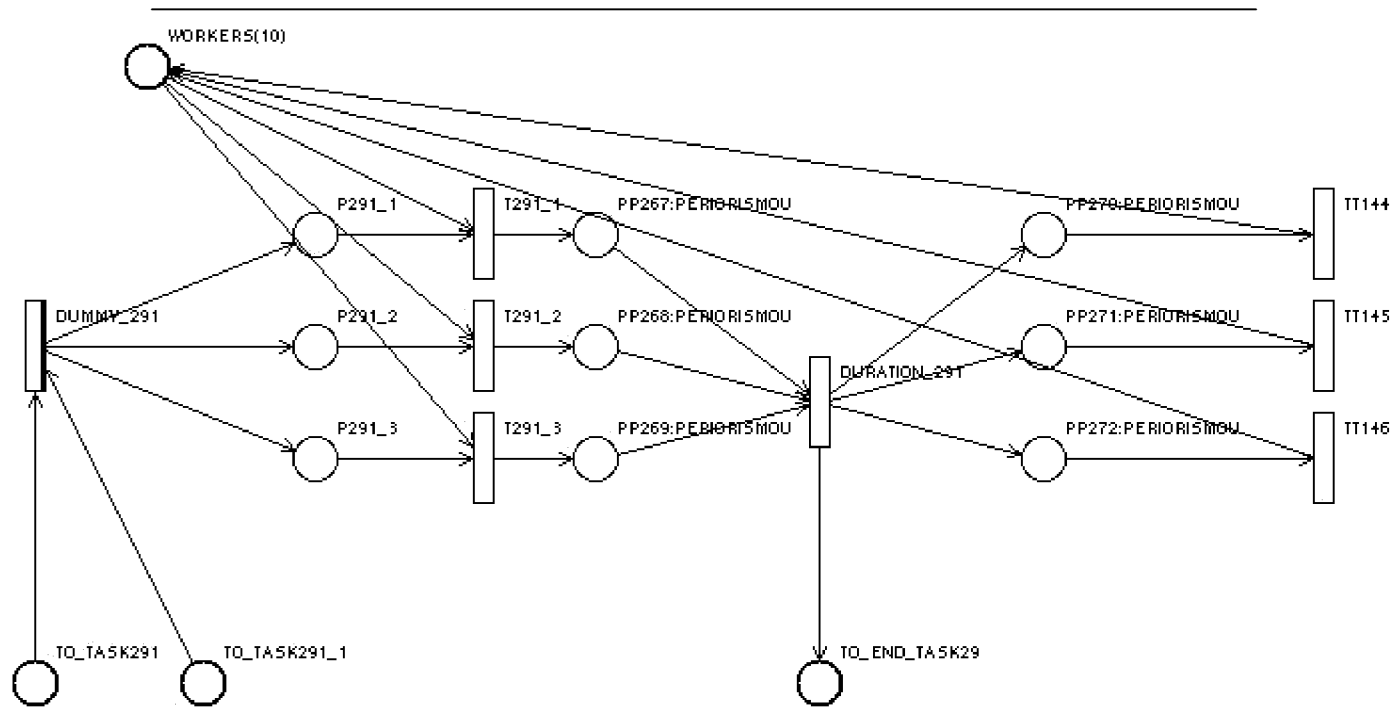 WORKERS(10)
P291_1
T291_1
PP267:PERIORISMOU
PP270:PERIORISMOU
TT144
DUMMY_291
P291_2
T291_2
PP268:PERIORISMOU
PP271:PERIORISMOU
TT145
DURATION_291
P291_3
T291_3
PP269:PERIORISMOU
PP272:PERIORISMOU
TT146
TO_TASK291
TO_TASK291_1
TO_END_TASK29